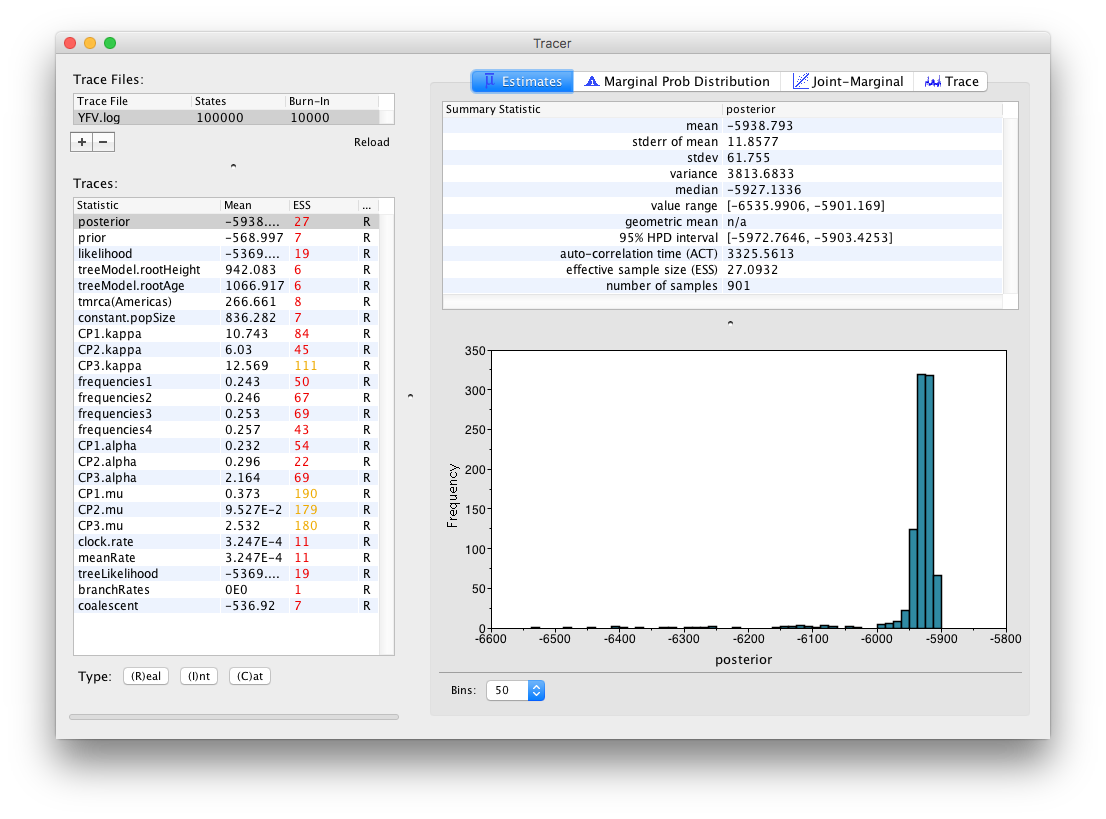 Tracer
Trace Files:
Trace File States Burn-In
YFV.log 100000 10000
+ − Reload
Traces:
Statistic Mean ESS ...
posterior -5938.... 27 R
prior -568.997 7 R
likelihood -5369.... 19 R
treeModel.rootHeight 942.083 6 R
treeModel.rootAge 1066.917 6 R
tmrca(Americas) 266.661 8 R
constant.popSize 836.282 7 R
CP1.kappa 10.743 84 R
CP2.kappa 6.03 45 R
CP3.kappa 12.569 111 R
frequencies1 0.243 50 R
frequencies2 0.246 67 R
frequencies3 0.253 69 R
frequencies4 0.257 43 R
CP1.alpha 0.232 54 R
CP2.alpha 0.296 22 R
CP3.alpha 2.164 69 R
CP1.mu 0.373 190 R
CP2.mu 9.527E-2 179 R
CP3.mu 2.532 180 R
clock.rate 3.247E-4 11 R
meanRate 3.247E-4 11 R
treeLikelihood -5369.... 19 R
branchRates 0E0 1 R
coalescent -536.92 7 R
Type: (R)eal (I)nt (C)at
Estimates Marginal Prob Distribution Joint-Marginal Trace
Summary Statistic posterior
mean -5938.793
stderr of mean 11.8577
stdev 61.755
variance 3813.6833
median -5927.1336
value range [-6535.9906, -5901.169]
geometric mean n/a
95% HPD interval [-5972.7646, -5903.4253]
auto-correlation time (ACT) 3325.5613
effective sample size (ESS) 27.0932
number of samples 901
350
300
250
200
150
100
50
0
Frequency
-6600 -6500 -6400 -6300 -6200 -6100 -6000 -5900 -5800
posterior
Bins: 50